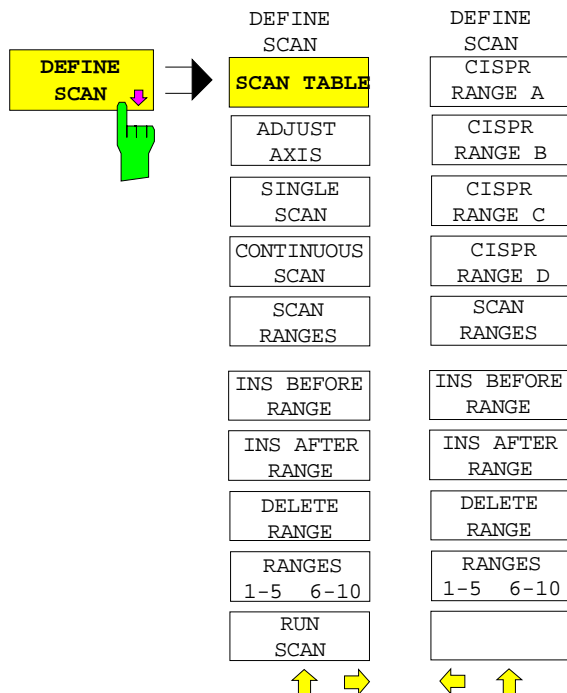 DEFINE
SCAN
DEFINE
SCAN
SCAN TABLE
ADJUST
AXIS
SINGLE
SCAN
CONTINUOUS
SCAN
SCAN
RANGES
INS BEFORE
RANGE
INS AFTER
RANGE
DELETE
RANGE
RANGES
1-5 6-10
RUN
SCAN
DEFINE
SCAN
CISPR
RANGE A
CISPR
RANGE B
CISPR
RANGE C
CISPR
RANGE D
SCAN
RANGES
INS BEFORE
RANGE
INS AFTER
RANGE
DELETE
RANGE
RANGES
1-5 6-10